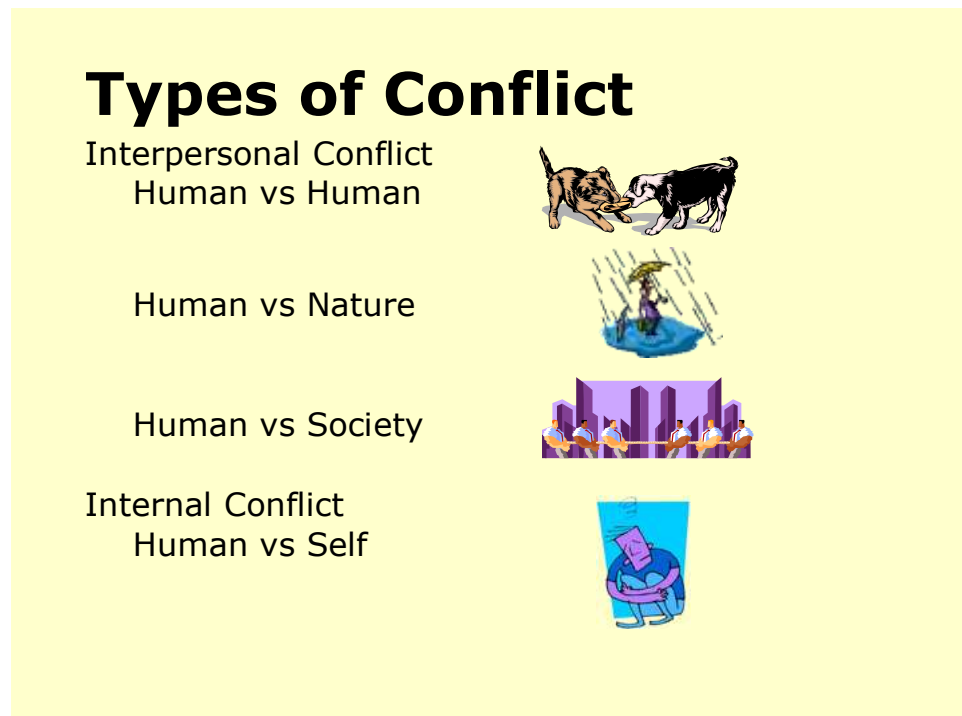 Types of Conflict
Interpersonal Conflict
Human vs Human
Human vs Nature
Human vs Society
Internal Conflict
Human vs Self